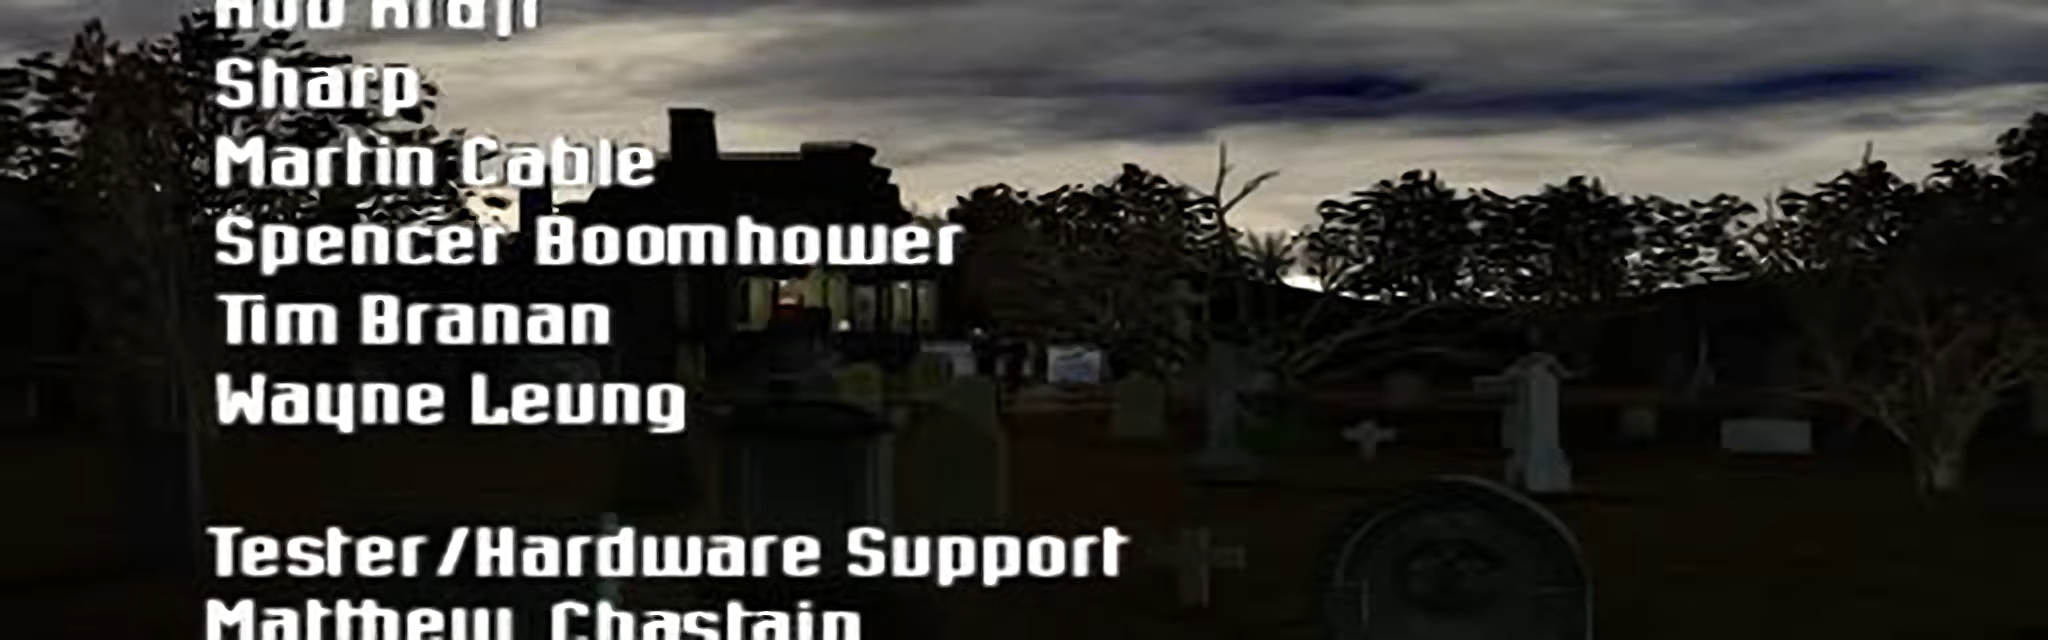 Sharp
Martin Cable
Spencer Boomhower
Tim Branan
Wayne Leung
Tester/Hardware Support
Matthew Chastain